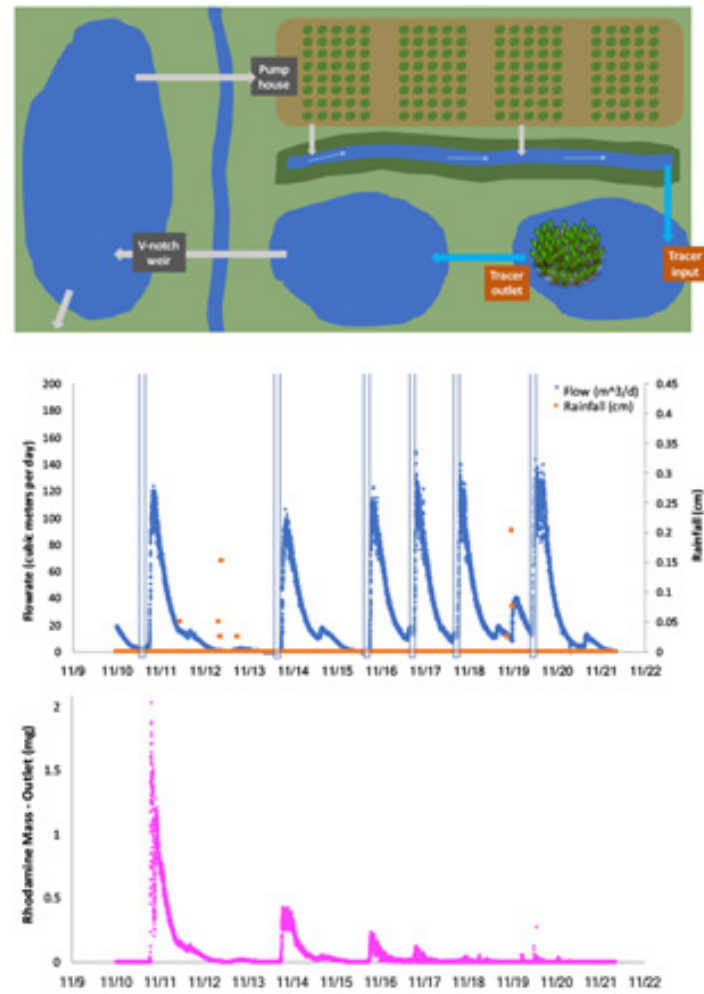 Pump
house
V-notch
weir
Tracer
outlet
Tracer
input
200
180
160
140
120
100
80
60
40
20
0
Flowrate (cubic meters per day)
Flow (m^3/d)
Rainfall (cm)
0.45
0.4
0.35
0.3
0.25
0.2
0.15
0.1
0.05
0
Rainfall (cm)
11/9 11/10 11/11 11/12 11/13 11/14 11/15 11/16 11/17 11/18 11/19 11/20 11/21 11/22
2
1.5
1
0.5
0
Rhodamine Mass - Outlet (mg)
11/9 11/10 11/11 11/12 11/13 11/14 11/15 11/16 11/17 11/18 11/19 11/20 11/21 11/22